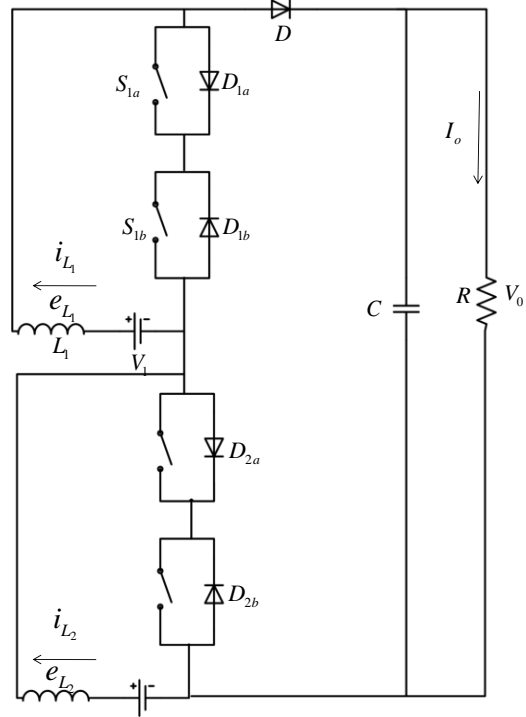 D
S1a D1a
Io
S1b D1b
iL1
eL1
+ -
L1
V1
C
R V0
D2a
D2b
iL2
eL2
+ -